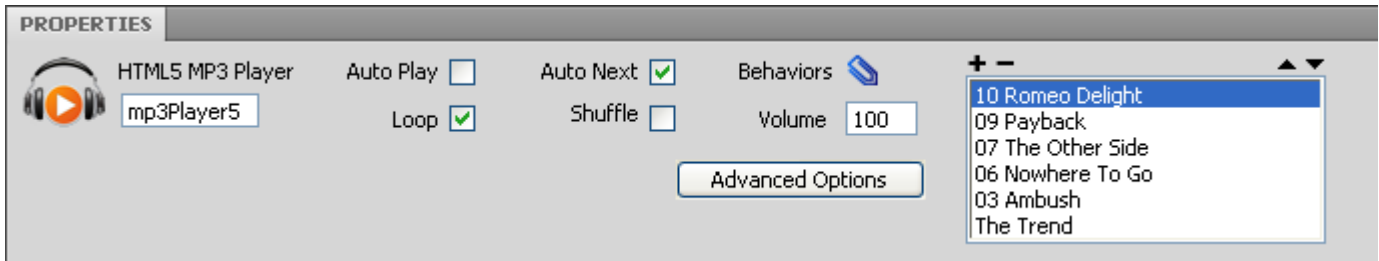 PROPERTIES
HTML5 MP3 Player
mp3Player5
Auto Play
Loop
Auto Next
Shuffle
Behaviors
Volume 100
Advanced Options
10 Romeo Delight
09 Payback
07 The Other Side
06 Nowhere To Go
03 Ambush
The Trend